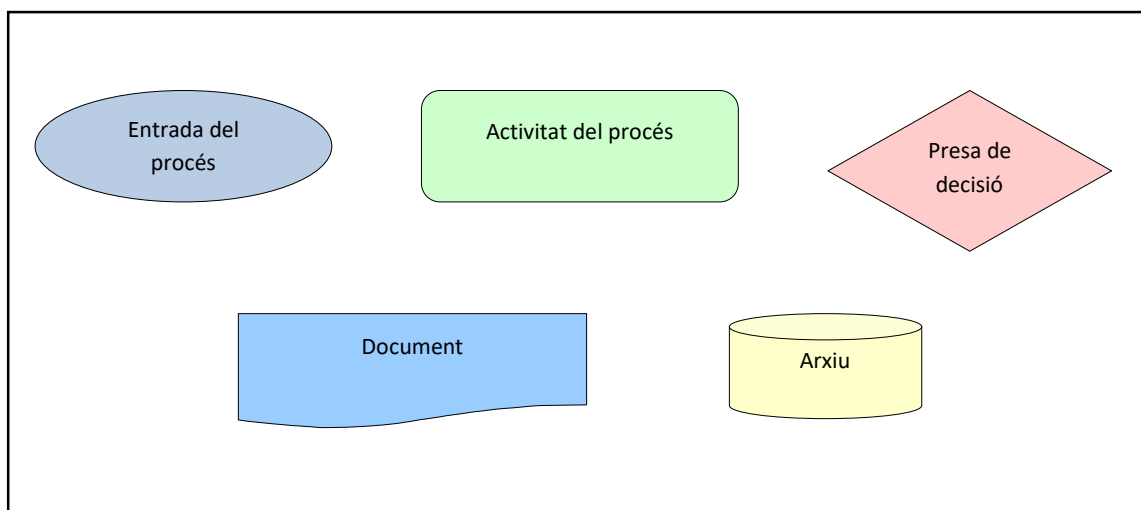 Entrada del
procés
Activitat del procés
Presa de
decisió
Document
Arxiu